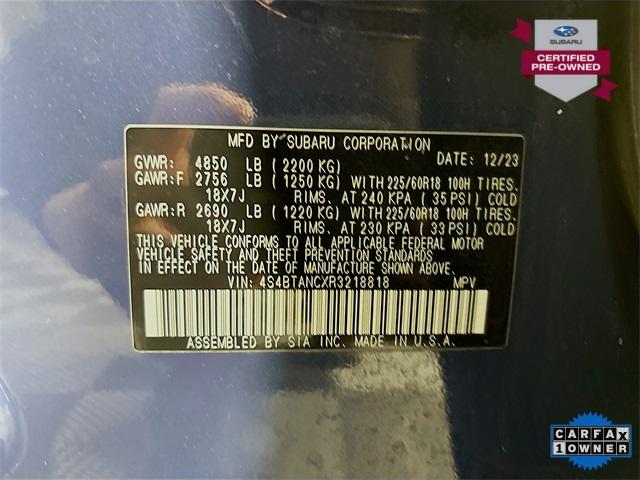 SUBARU
CERTIFIED
PRE-OWNED
MFD BY SUBARU CORPORATION
GVWR: 4850 LB (2200 KG) DATE: 12/23
GAWR:F 2756 LB (1250 KG) WITH 225/60R18 100H TIRES.
18X7J RIMS. AT 240 KPA (35 PSI) COLD
GAWR:R 2690 LB (1220 KG) WITH 225/60R18 100H TIRES.
18X7J RIMS. AT 230 KPA (33 PSI) COLD
THIS VEHICLE CONFORMS TO ALL APPLICABLE FEDERAL MOTOR
VEHICLE SAFETY AND THEFT PREVENTION STANDARDS
IN EFFECT ON THE DATE OF MANUFACTURE SHOWN ABOVE.
VIN: 4S4BTANCXR3218818 MPV
ASSEMBLED BY SIA INC. MADE IN U.S.A.
CARFAX
1 OWNER